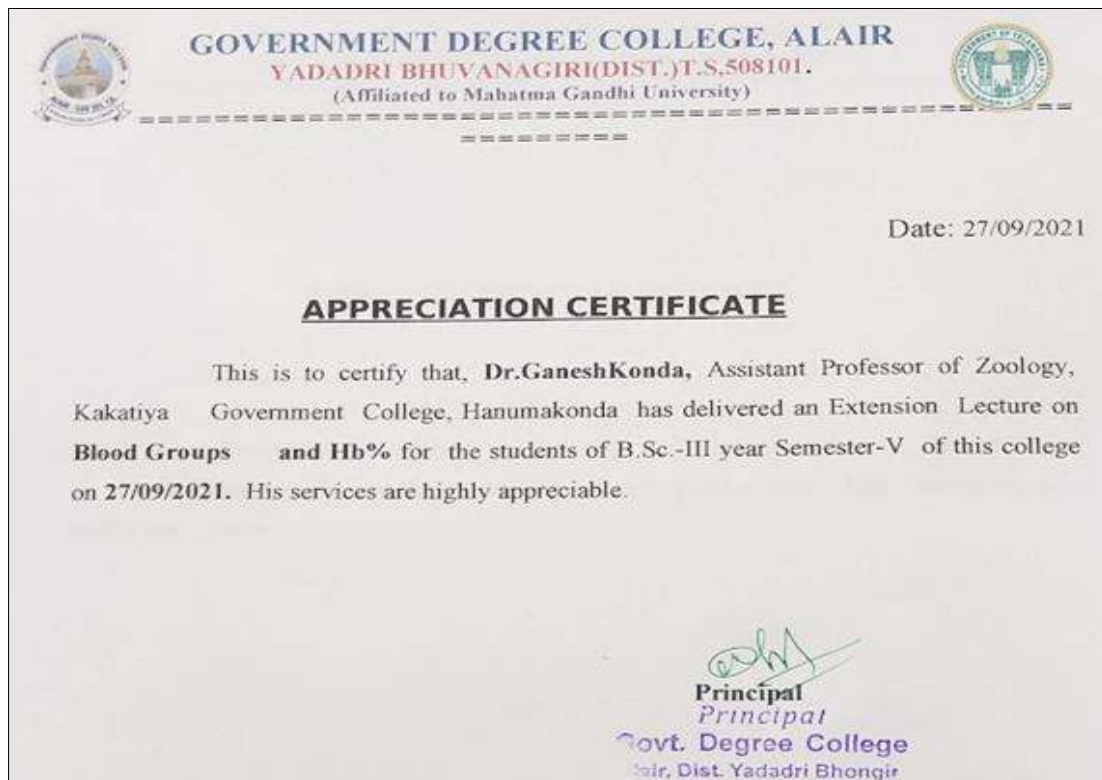 GOVERNMENT DEGREE COLLEGE, ALAIR
YADADRI BHUVANAGIRI(DIST.)T.S,508101.
(Affiliated to Mahatma Gandhi University)
Date: 27/09/2021
APPRECIATION CERTIFICATE
This is to certify that, Dr.GaneshKonda, Assistant Professor of Zoology,
Kakatiya Government College, Hanumakonda has delivered an Extension Lecture on
Blood Groups and Hb% for the students of B.Sc.-III year Semester-V of this college
on 27/09/2021. His services are highly appreciable.
Principal
Principal
Govt. Degree College
Dist. Yadadri Bhongir